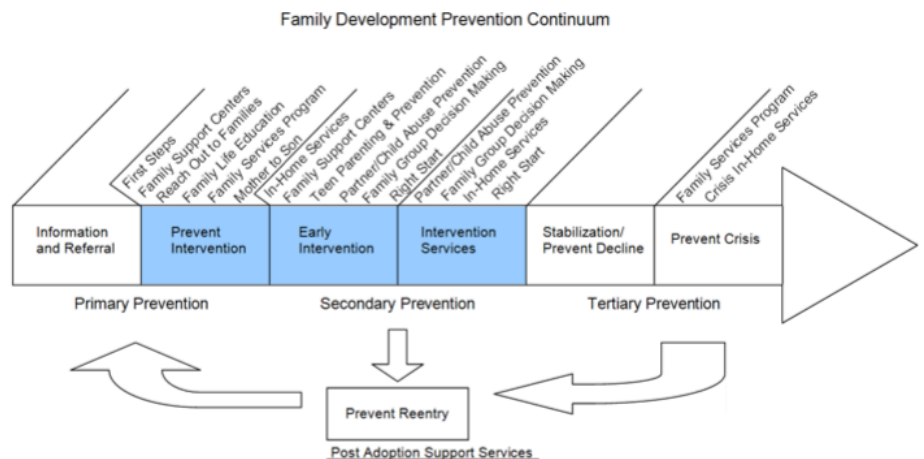 Family Development Prevention Continuum
First Steps
Family Support Centers
Reach Out to Families
Family Life Education
Family Services Program
Mother to Son
In-Home Services
Family Support Centers
Teen Parenting & Prevention
Partner/Child Abuse Prevention
Family Group Decision Making
Right Start
Partner/Child Abuse Prevention
Family Group Decision Making
In-Home Services
Right Start
Family Services Program
Crisis In-Home Services
Information
and Referral
Prevent
Intervention
Early
Intervention
Intervention
Services
Stabilization/
Prevent Decline
Prevent Crisis
Primary Prevention
Secondary Prevention
Tertiary Prevention
Prevent Reentry
Post Adoption Support Services